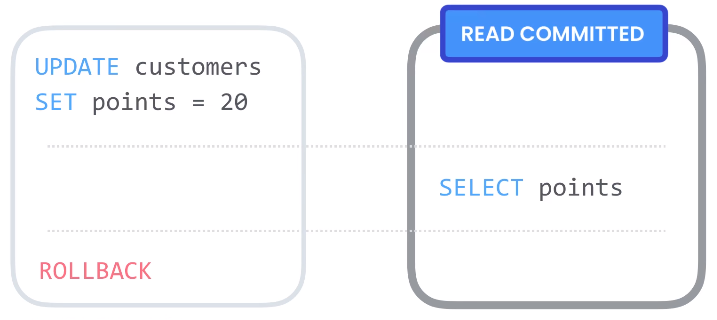 UPDATE customers
SET points = 20
ROLLBACK
READ COMMITTED
SELECT points